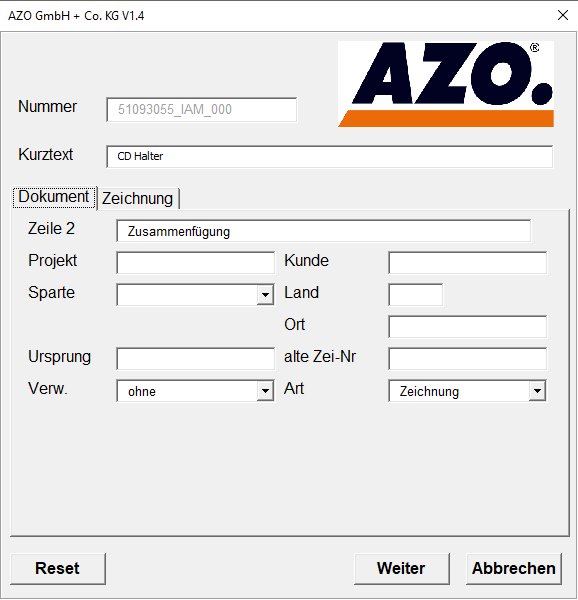 AZO GmbH + Co. KG V1.4
AZO.®
Nummer 51093055_IAM_000
Kurztext CD Halter
Dokument Zeichnung
Zeile 2 Zusammenfügung
Projekt Kunde
Sparte Land
Ort
Ursprung alte Zei-Nr
Verw. ohne Art Zeichnung
Reset Weiter Abbrechen